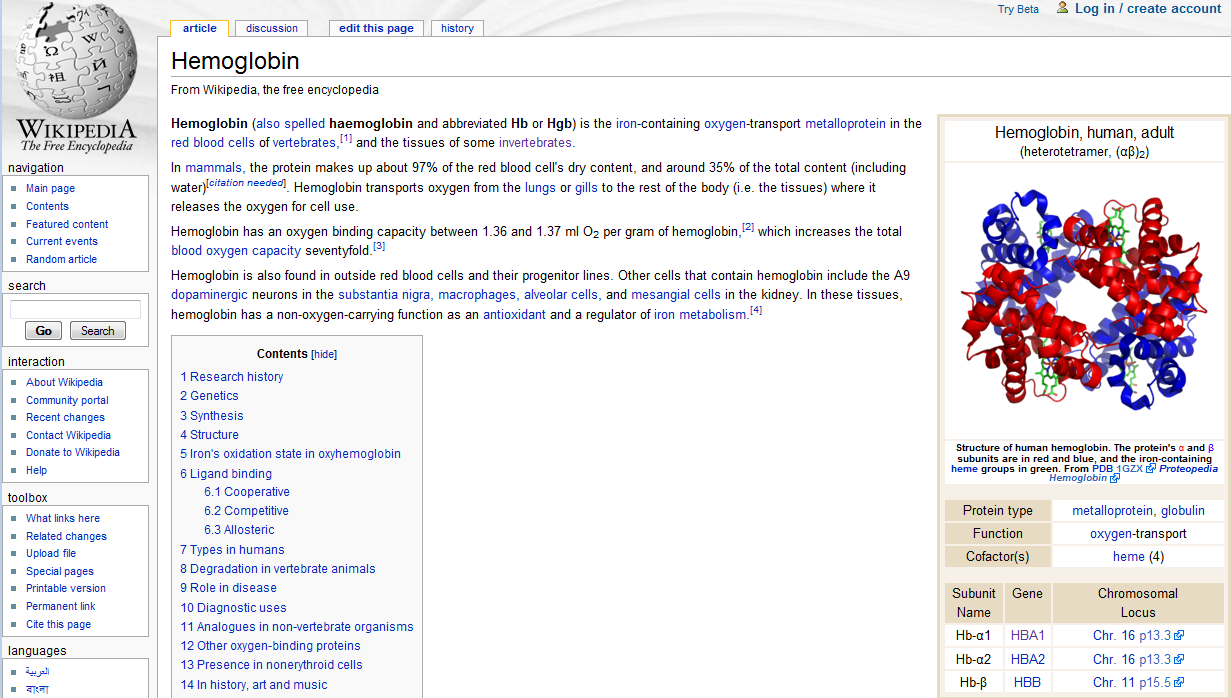 Try Beta Log in / create account
article discussion edit this page history
Hemoglobin
From Wikipedia, the free encyclopedia
WIKIPEDIA
The Free Encyclopedia
navigation
Main page
Contents
Featured content
Current events
Random article
search
Go Search
interaction
About Wikipedia
Community portal
Recent changes
Contact Wikipedia
Donate to Wikipedia
Help
toolbox
What links here
Related changes
Upload file
Special pages
Printable version
Permanent link
Cite this page
languages
العربية
বাংলা
Hemoglobin (also spelled haemoglobin and abbreviated Hb or Hgb) is the iron-containing oxygen-transport metalloprotein in the
red blood cells of vertebrates,[1] and the tissues of some invertebrates.
In mammals, the protein makes up about 97% of the red blood cell's dry content, and around 35% of the total content (including
water)[citation needed]. Hemoglobin transports oxygen from the lungs or gills to the rest of the body (i.e. the tissues) where it
releases the oxygen for cell use.
Hemoglobin has an oxygen binding capacity between 1.36 and 1.37 ml O2 per gram of hemoglobin,[2] which increases the total
blood oxygen capacity seventyfold.[3]
Hemoglobin is also found in outside red blood cells and their progenitor lines. Other cells that contain hemoglobin include the A9
dopaminergic neurons in the substantia nigra, macrophages, alveolar cells, and mesangial cells in the kidney. In these tissues,
hemoglobin has a non-oxygen-carrying function as an antioxidant and a regulator of iron metabolism.[4]
Contents [hide]
1 Research history
2 Genetics
3 Synthesis
4 Structure
5 Iron's oxidation state in oxyhemoglobin
6 Ligand binding
6.1 Cooperative
6.2 Competitive
6.3 Allosteric
7 Types in humans
8 Degradation in vertebrate animals
9 Role in disease
10 Diagnostic uses
11 Analogues in non-vertebrate organisms
12 Other oxygen-binding proteins
13 Presence in nonerythroid cells
14 In history, art and music
Hemoglobin, human, adult
(heterotetramer, (αβ)2)
Structure of human hemoglobin. The protein's α and β
subunits are in red and blue, and the iron-containing
heme groups in green. From PDB 1GZX Proteopedia
Hemoglobin
Protein type metalloprotein, globulin
Function oxygen-transport
Cofactor(s) heme (4)
Subunit Name Gene Chromosomal Locus
Hb-α1 HBA1 Chr. 16 p13.3
Hb-α2 HBA2 Chr. 16 p13.3
Hb-β HBB Chr. 11 p15.5